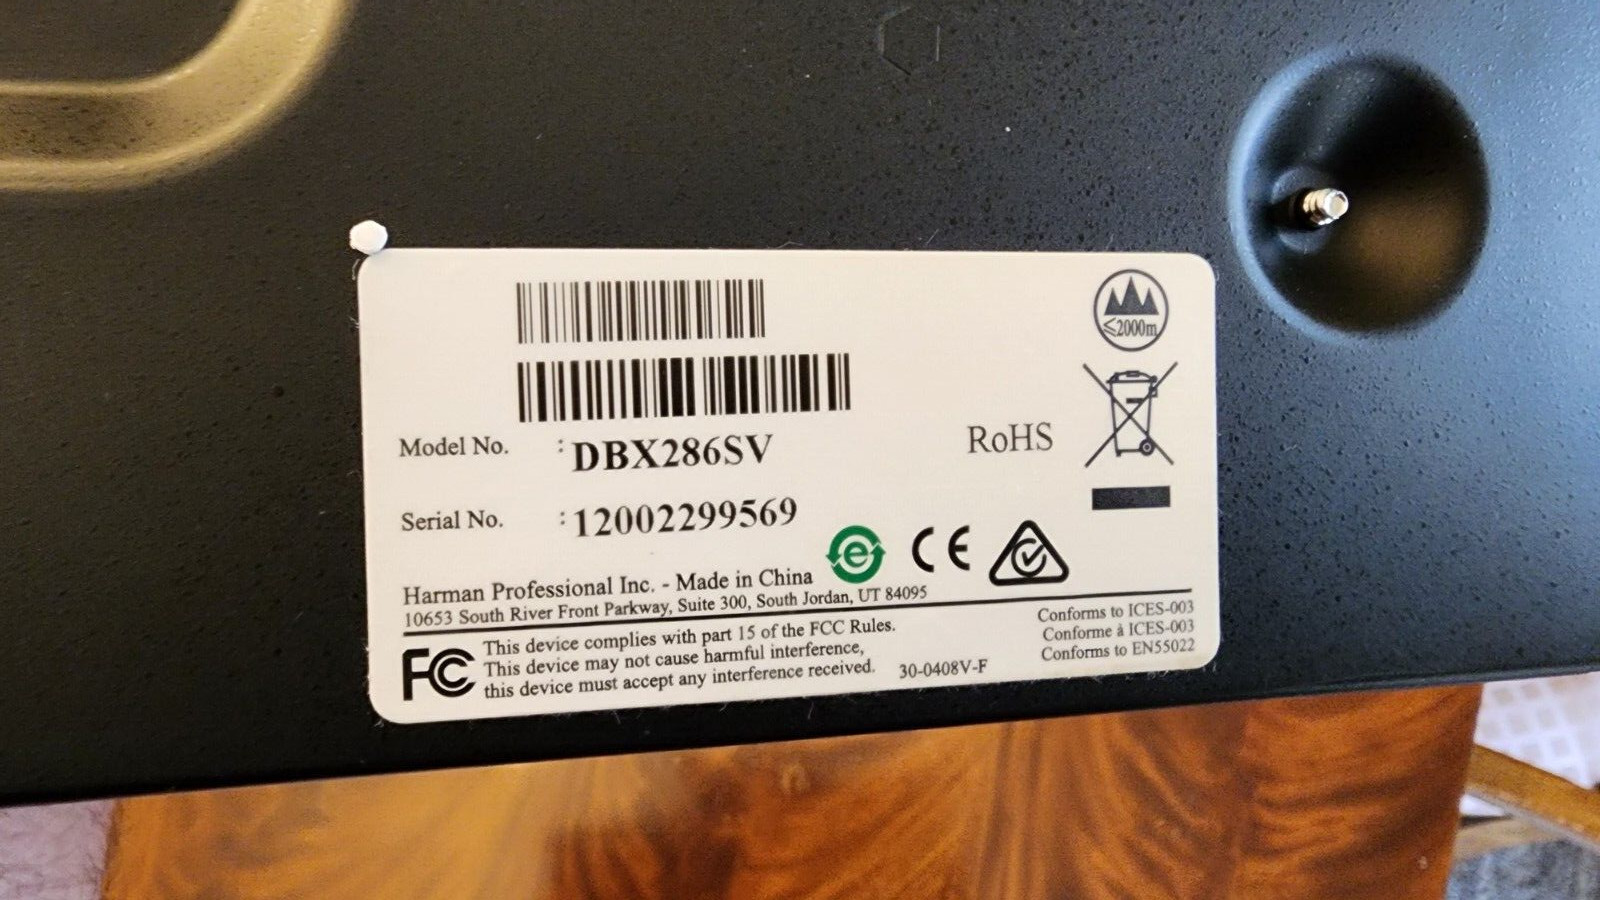 ≤2000m
Model No. : DBX286SV
RoHS
Serial No. : 12002299569
e CE
Harman Professional Inc. - Made in China
10653 South River Front Parkway, Suite 300, South Jordan, UT 84095
FC This device complies with part 15 of the FCC Rules.
This device may not cause harmful interference,
this device must accept any interference received. 30-0408V-F
Conforms to ICES-003
Conforme à ICES-003
Conforms to EN55022